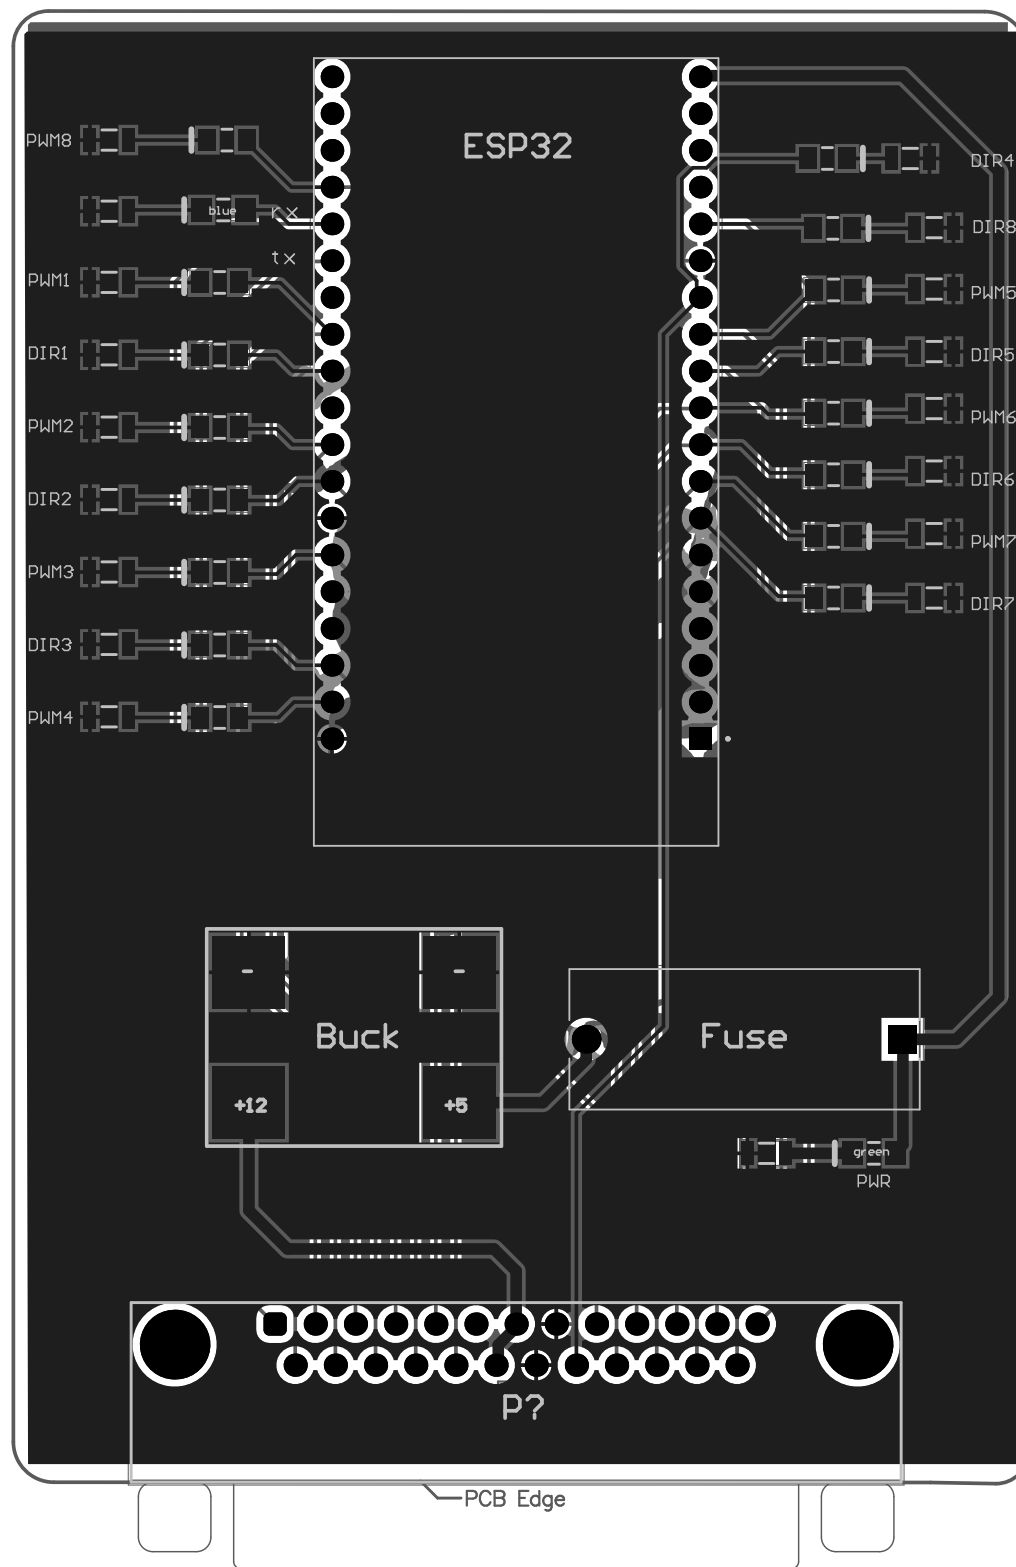 ESP32
PWM8
DIR4
blue
rx
DIR8
tx
PWM1
PWM5
DIR1
DIR5
PWM2
PWM6
DIR2
DIR6
PWM3
PWM7
DIR3
DIR7
PWM4
- -
Buck
Fuse
+12 +5
green
PWR
P?
PCB Edge